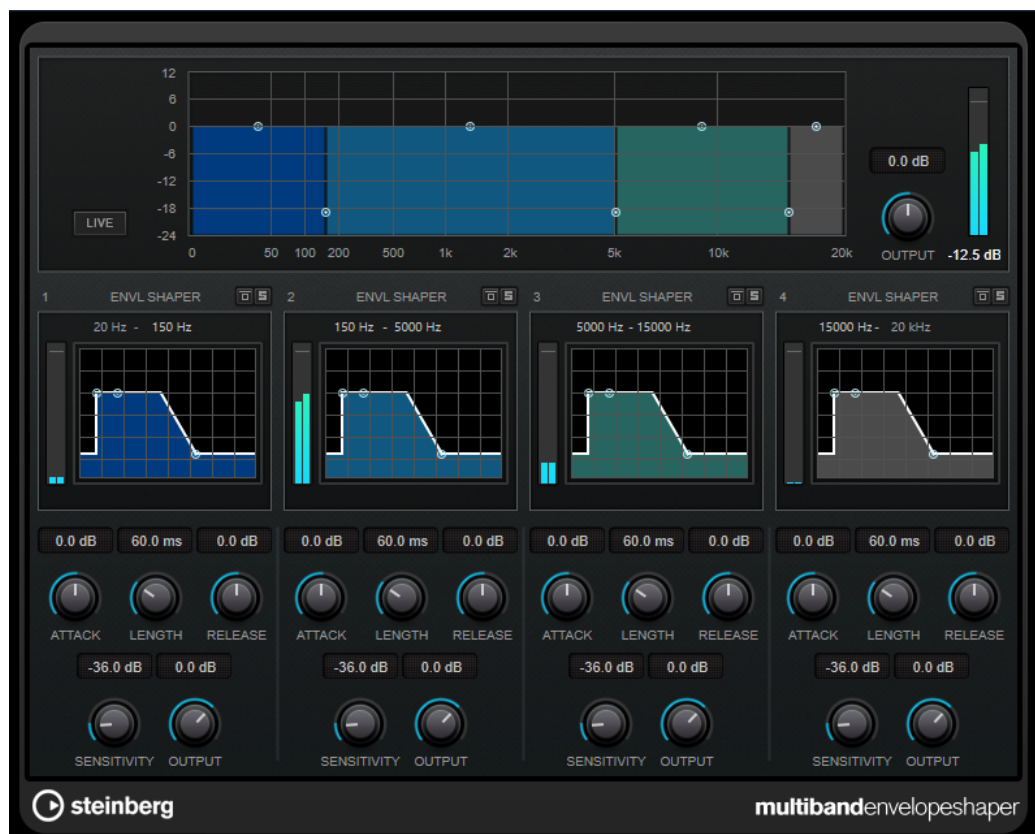 12
6
0
-6
-12
-18
-24
LIVE
0 50 100 200 500 1k 2k 5k 10k 20k
0.0 dB
OUTPUT -12.5 dB
1 ENVL SHAPER S 2 ENVL SHAPER S 3 ENVL SHAPER S 4 ENVL SHAPER S
20 Hz - 150 Hz 150 Hz - 5000 Hz 5000 Hz - 15000 Hz 15000 Hz - 20 kHz
0.0 dB 60.0 ms 0.0 dB 0.0 dB 60.0 ms 0.0 dB 0.0 dB 60.0 ms 0.0 dB 0.0 dB 60.0 ms 0.0 dB
ATTACK LENGTH RELEASE ATTACK LENGTH RELEASE ATTACK LENGTH RELEASE ATTACK LENGTH RELEASE
-36.0 dB 0.0 dB -36.0 dB 0.0 dB -36.0 dB 0.0 dB -36.0 dB 0.0 dB
SENSITIVITY OUTPUT SENSITIVITY OUTPUT SENSITIVITY OUTPUT SENSITIVITY OUTPUT
steinberg multibandenvelopeshaper